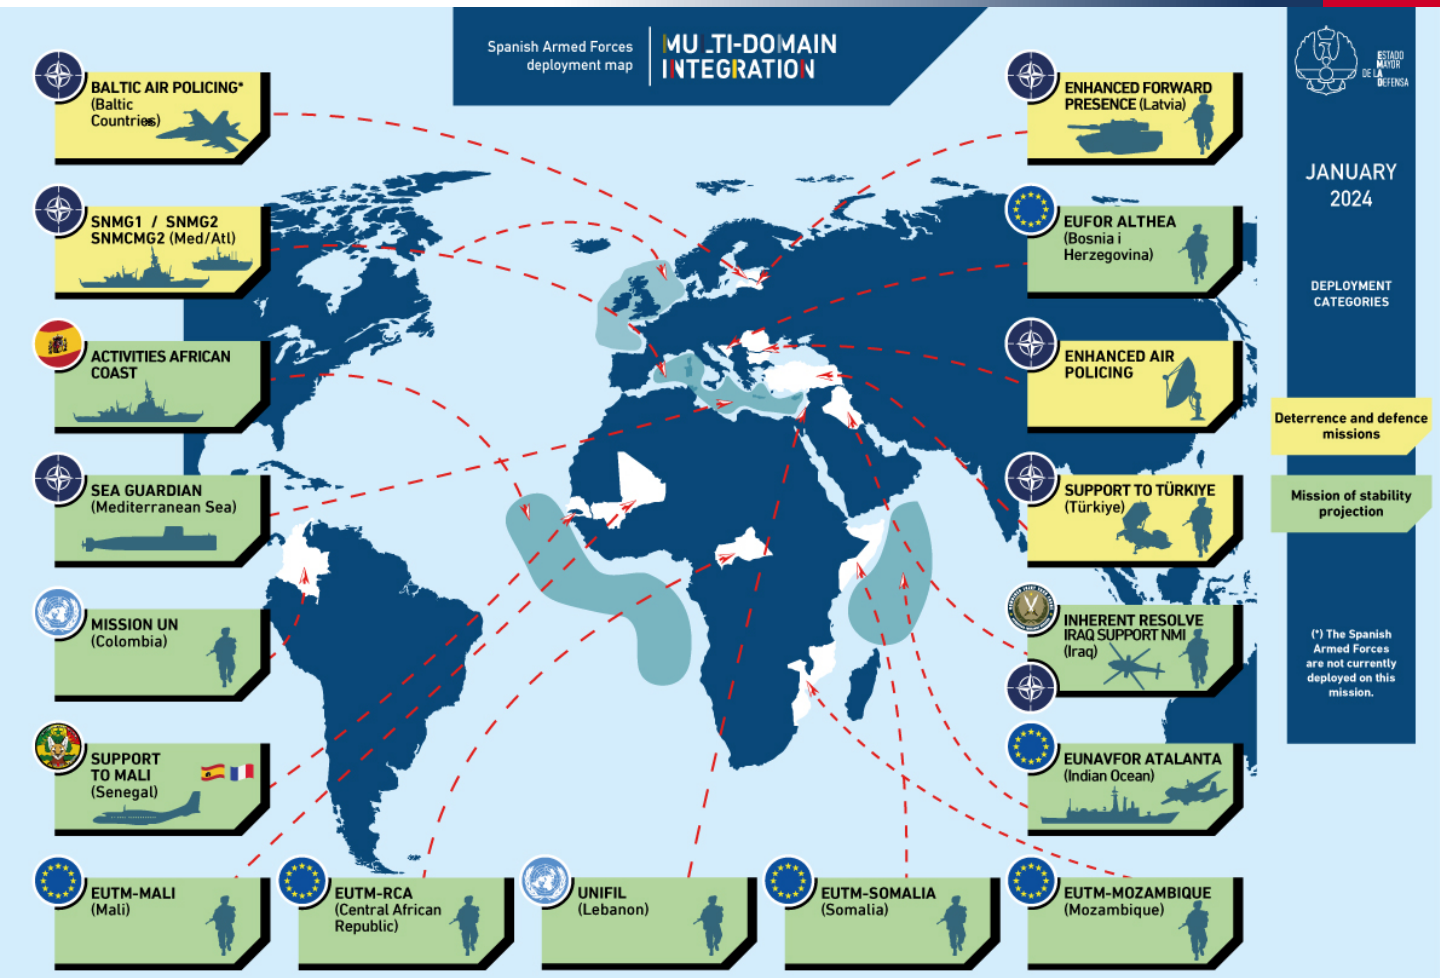 Spanish Armed Forces
deployment map
MULTI-DOMAIN
INTEGRATION
ESTADO
MAYOR
DE LA DEFENSA
JANUARY
2024
DEPLOYMENT
CATEGORIES
Deterrence and defence
missions
Mission of stability
projection
(*) The Spanish
Armed Forces
are not currently
deployed on this
mission.
BALTIC AIR POLICING*
(Baltic
Countries)
SNMG1 / SNMG2
SNMCMG2 (Med/Atl)
ACTIVITIES AFRICAN
COAST
SEA GUARDIAN
(Mediterranean Sea)
MISSION UN
(Colombia)
SUPPORT
TO MALI
(Senegal)
EUTM-MALI
(Mali)
EUTM-RCA
(Central African
Republic)
UNIFIL
(Lebanon)
EUTM-SOMALIA
(Somalia)
EUTM-MOZAMBIQUE
(Mozambique)
ENHANCED FORWARD
PRESENCE (Latvia)
EUFOR ALTHEA
(Bosnia i
Herzegovina)
ENHANCED AIR
POLICING
SUPPORT TO TÜRKIYE
(Türkiye)
INHERENT RESOLVE
IRAQ SUPPORT NMI
(Iraq)
EUNAVFOR ATALANTA
(Indian Ocean)